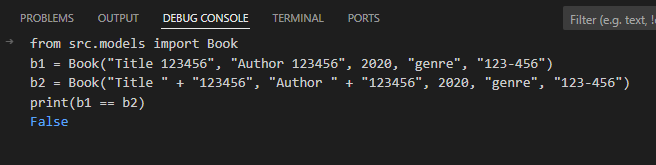 PROBLEMS OUTPUT DEBUG CONSOLE TERMINAL PORTS Filter (e.g. text, !
from src.models import Book
b1 = Book("Title 123456", "Author 123456", 2020, "genre", "123-456")
b2 = Book("Title " + "123456", "Author " + "123456", 2020, "genre", "123-456")
print(b1 == b2)
False